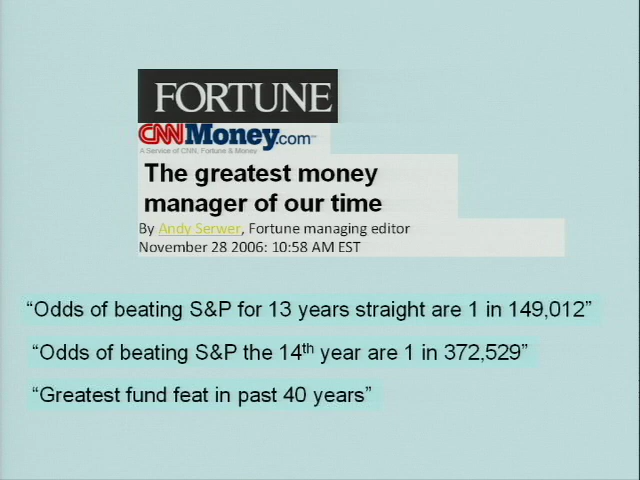 FORTUNE
CNNMoney.com
A Service of CNN, Fortune & Money
The greatest money
manager of our time
By Andy Serwer, Fortune managing editor
November 28 2006: 10:58 AM EST
“Odds of beating S&P for 13 years straight are 1 in 149,012”
“Odds of beating S&P the 14th year are 1 in 372,529”
“Greatest fund feat in past 40 years”